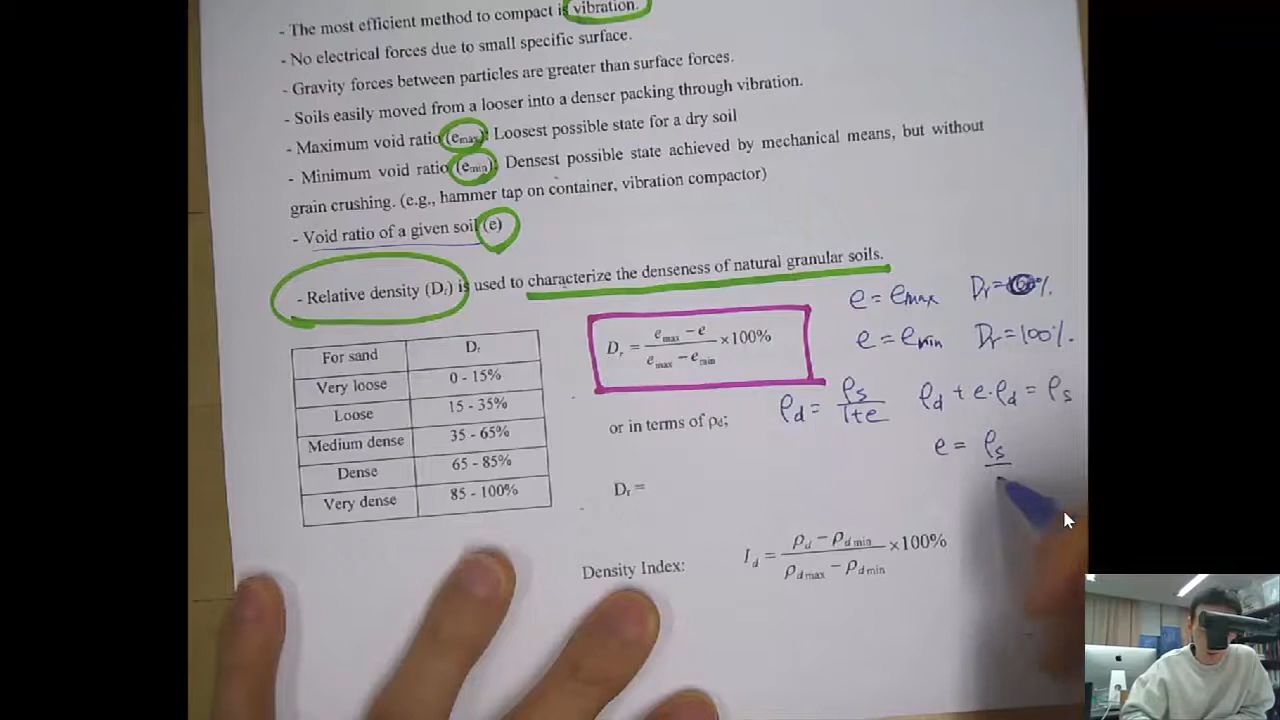 - The most efficient method to compact is vibration.
- No electrical forces due to small specific surface.
- Gravity forces between particles are greater than surface forces.
- Soils easily moved from a looser into a denser packing through vibration.
- Maximum void ratio (emax): Loosest possible state for a dry soil
- Minimum void ratio (emin): Densest possible state achieved by mechanical means, but without
grain crushing. (e.g., hammer tap on container, vibration compactor)
- Void ratio of a given soil (e)
- Relative density (Dr) is used to characterize the denseness of natural granular soils.
e = emax Dr = 0%.
e = emin Dr = 100%.
For sand Dr
Very loose 0 - 15%
Loose 15 - 35%
Medium dense 35 - 65%
Dense 65 - 85%
Very dense 85 - 100%
Dr = (emax − e)/(emax − emin) ×100%
or in terms of ρd;
ρd = ρs/(1+e) ρd + e·ρd = ρs
e = ρs
Dr =
Density Index: Id = (ρd − ρd min)/(ρd max − ρd min) ×100%